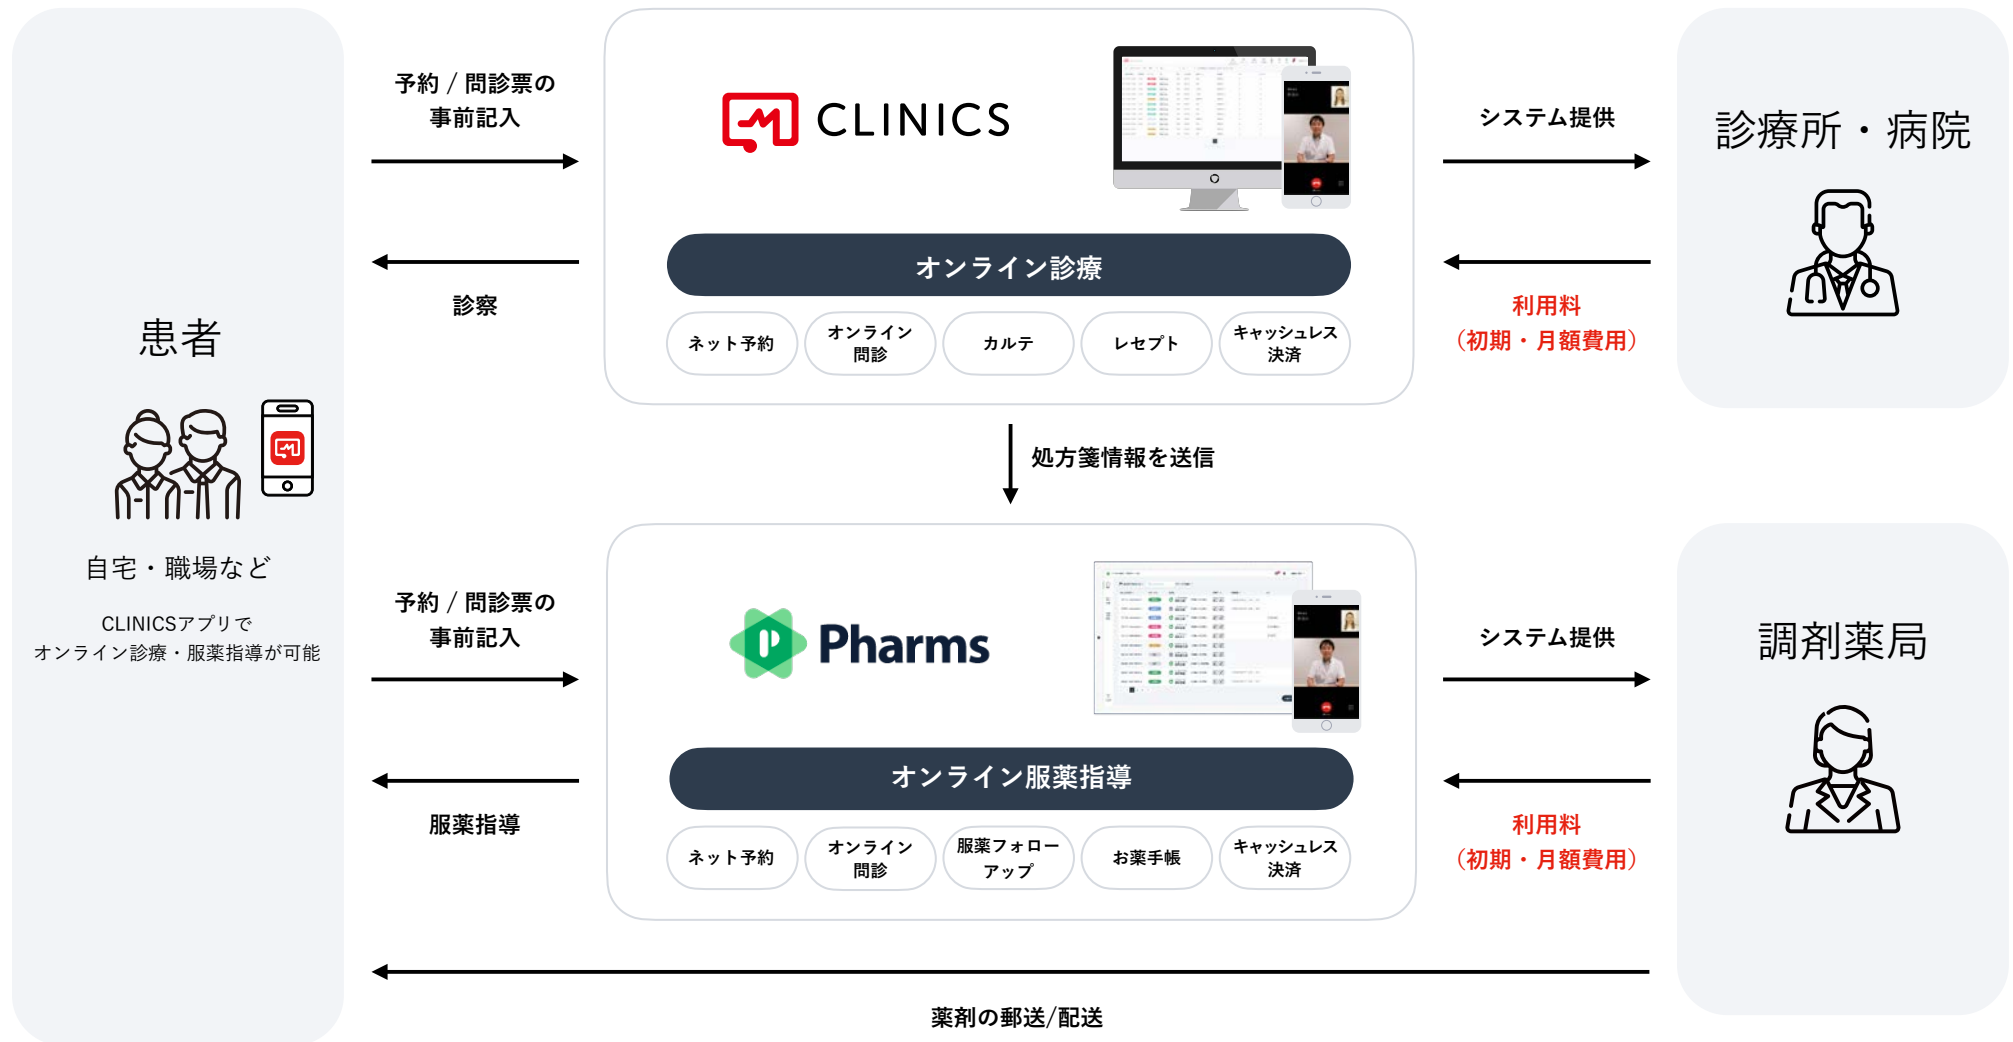 患者
自宅・職場など
CLINICSアプリで
オンライン診療・服薬指導が可能
予約 / 問診票の
事前記入
診察
CLINICS
オンライン診療
ネット予約
オンライン
問診
カルテ
レセプト
キャッシュレス
決済
システム提供
利用料
（初期・月額費用）
診療所・病院
処方箋情報を送信
予約 / 問診票の
事前記入
服薬指導
Pharms
オンライン服薬指導
ネット予約
オンライン
問診
服薬フォロー
アップ
お薬手帳
キャッシュレス
決済
システム提供
利用料
（初期・月額費用）
調剤薬局
薬剤の郵送/配送